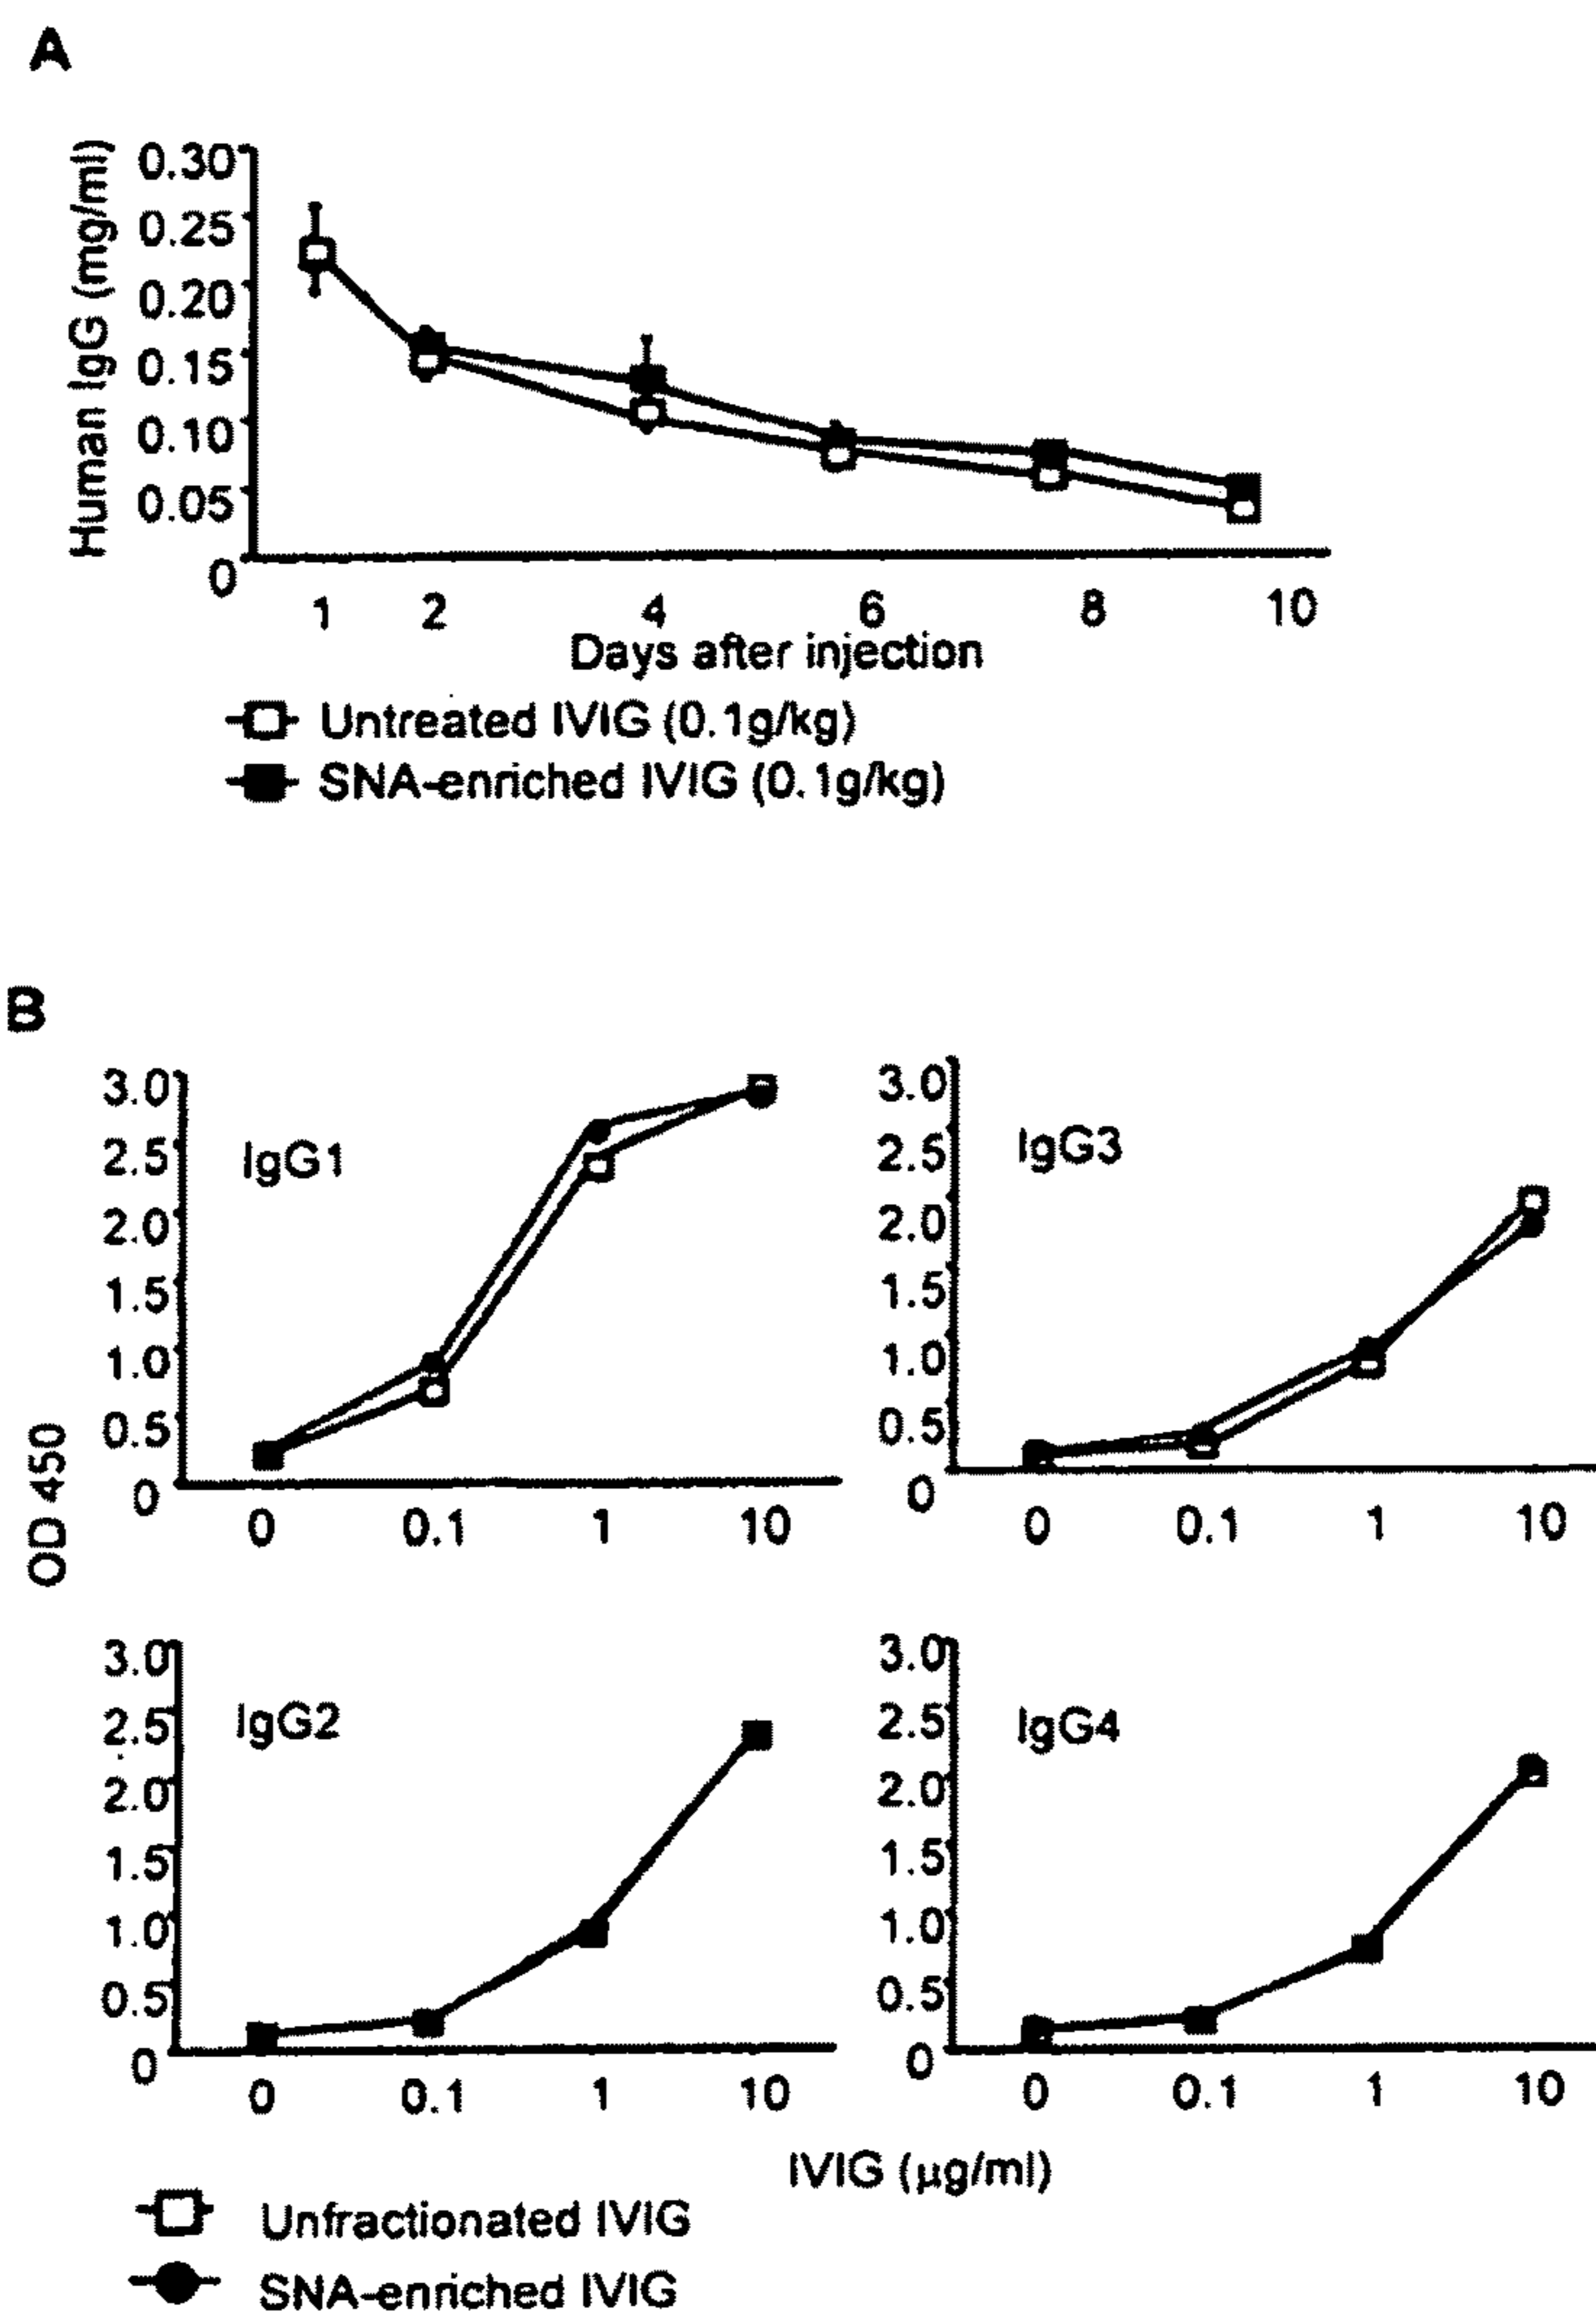 A
Human IgG (mg/ml)
0.30
0.25
0.20
0.15
0.10
0.05
0
1 2 4 6 8 10
Days after injection
Untreated IVIG (0.1g/kg)
SNA-enriched IVIG (0.1g/kg)
B
OD 450
IgG1
3.0
2.5
2.0
1.5
1.0
0.5
0
0 0.1 1 10
IgG3
3.0
2.5
2.0
1.5
1.0
0.5
0
0 0.1 1 10
IgG2
3.0
2.5
2.0
1.5
1.0
0.5
0
0 0.1 1 10
IgG4
3.0
2.5
2.0
1.5
1.0
0.5
0
0 0.1 1 10
IVIG (μg/ml)
Unfractionated IVIG
SNA-enriched IVIG